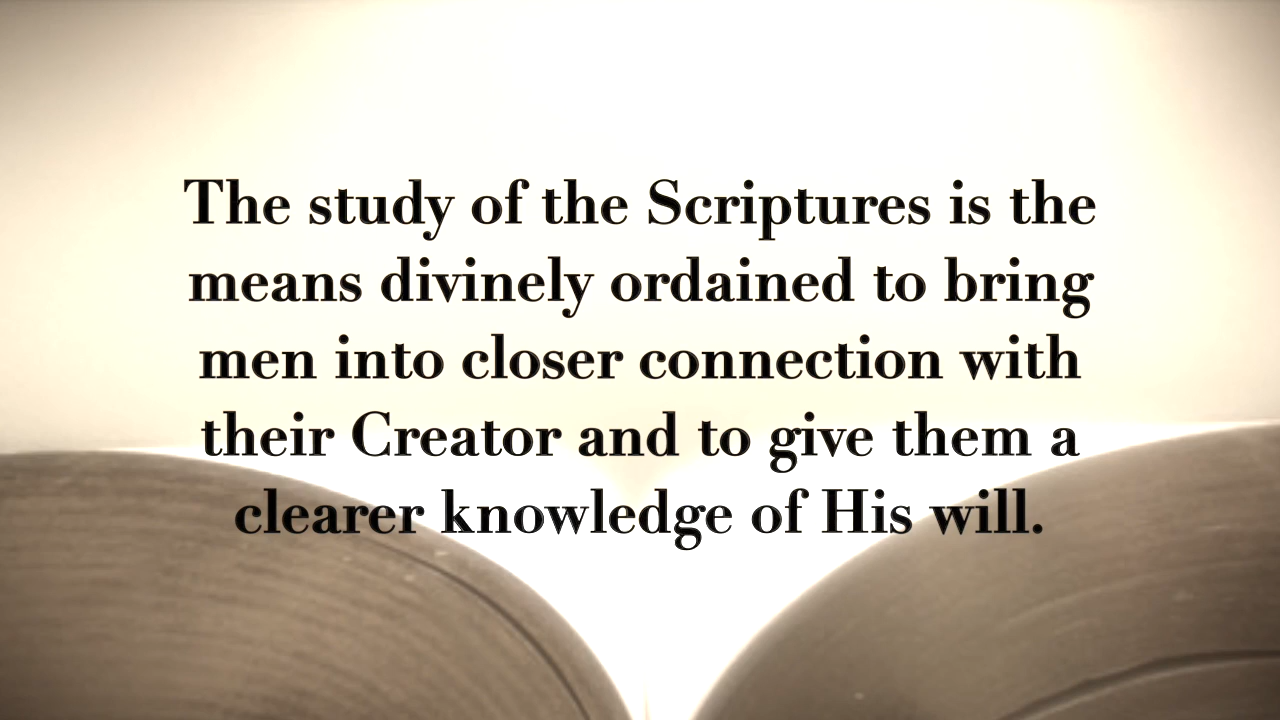 The study of the Scriptures is the
means divinely ordained to bring
men into closer connection with
their Creator and to give them a
clearer knowledge of His will.